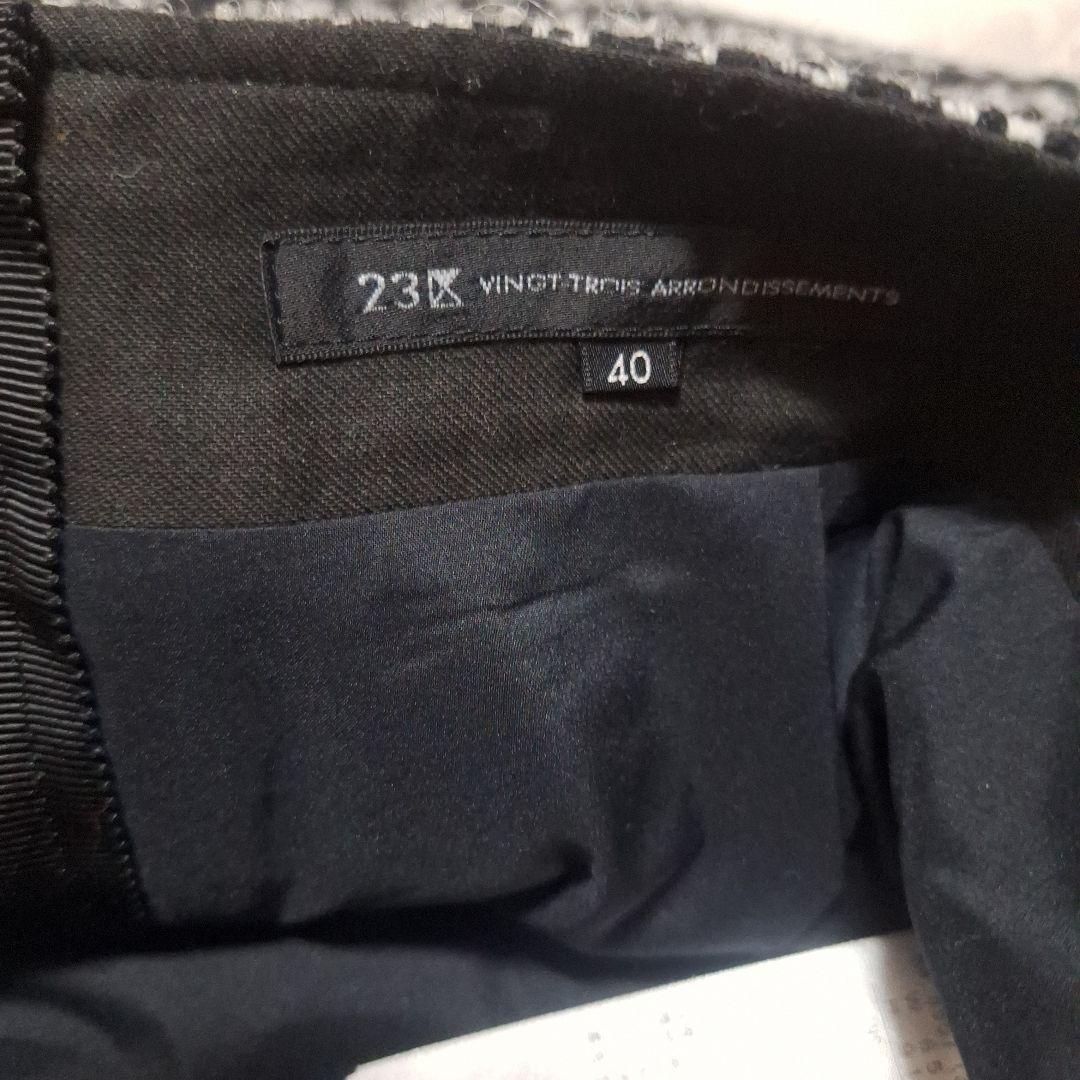 23区 VINGT-TROIS ARRONDISSEMENTS
40